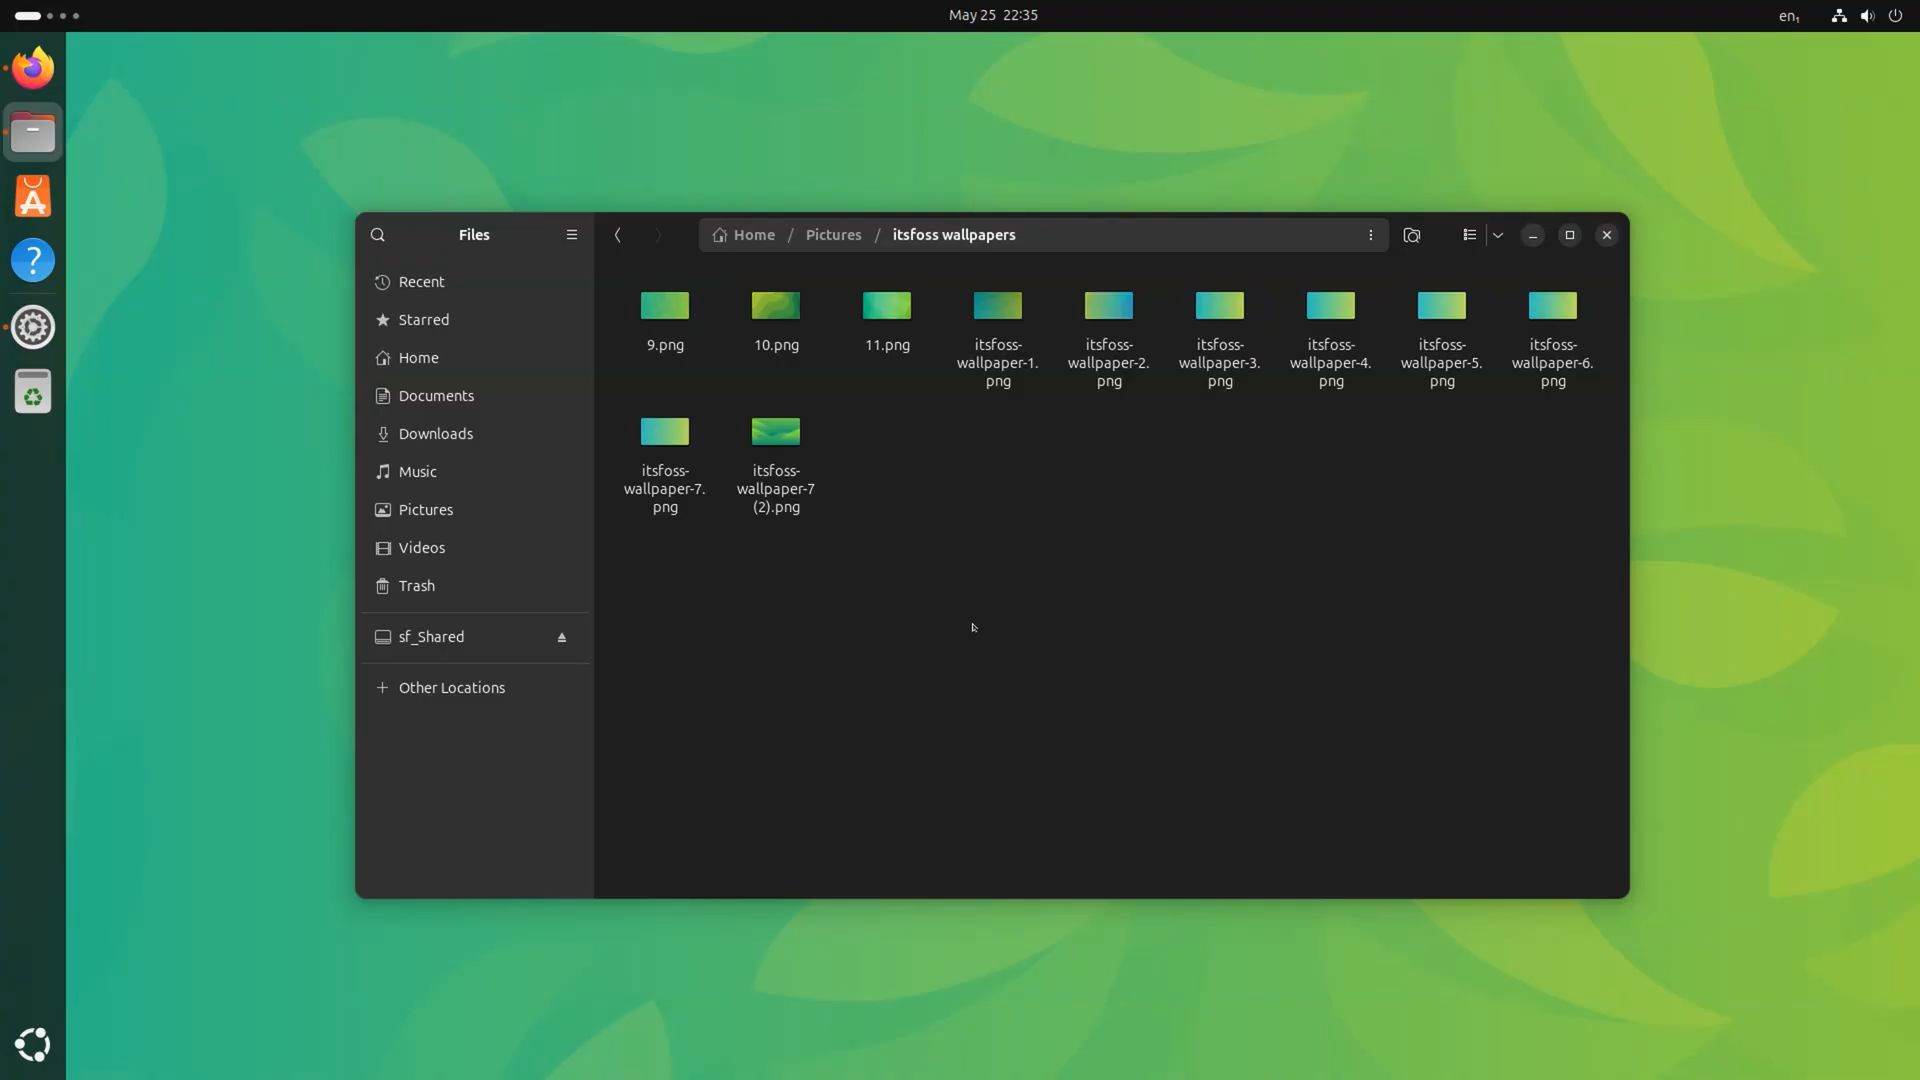 May 25 22:35
en₁
Files
Home / Pictures / itsfoss wallpapers
Recent
Starred
Home
Documents
Downloads
Music
Pictures
Videos
Trash
sf_Shared
Other Locations
9.png
10.png
11.png
itsfoss-
wallpaper-1.
png
itsfoss-
wallpaper-2.
png
itsfoss-
wallpaper-3.
png
itsfoss-
wallpaper-4.
png
itsfoss-
wallpaper-5.
png
itsfoss-
wallpaper-6.
png
itsfoss-
wallpaper-7.
png
itsfoss-
wallpaper-7
(2).png